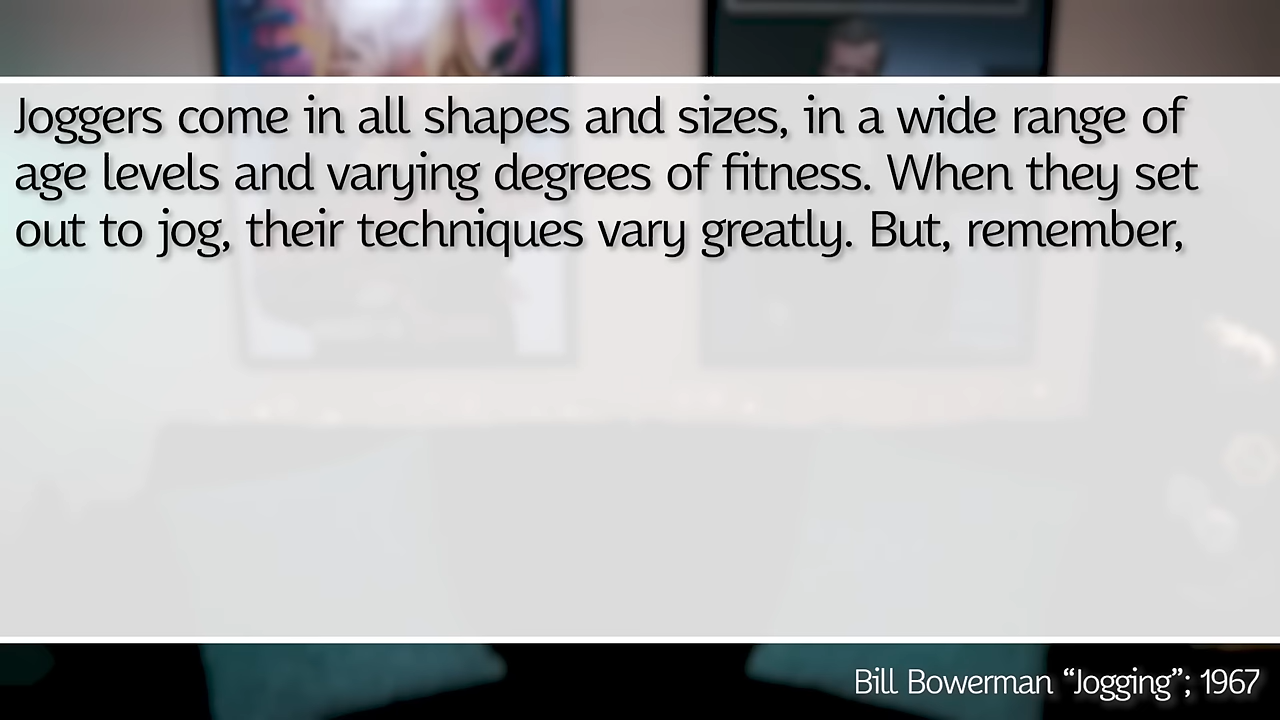 Joggers come in all shapes and sizes, in a wide range of
age levels and varying degrees of fitness. When they set
out to jog, their techniques vary greatly. But, remember,
Bill Bowerman “Jogging”; 1967